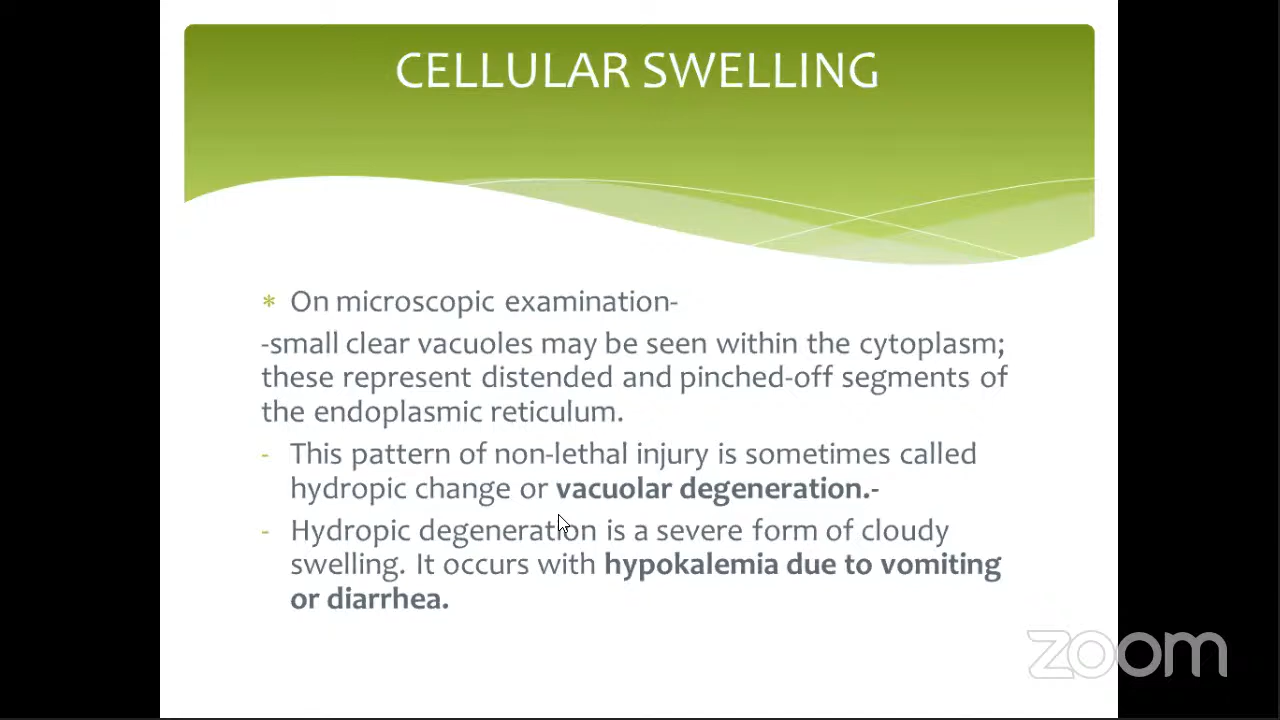 CELLULAR SWELLING
* On microscopic examination-
-small clear vacuoles may be seen within the cytoplasm;
these represent distended and pinched-off segments of
the endoplasmic reticulum.
- This pattern of non-lethal injury is sometimes called
hydropic change or vacuolar degeneration.-
- Hydropic degeneration is a severe form of cloudy
swelling. It occurs with hypokalemia due to vomiting
or diarrhea.
zoom